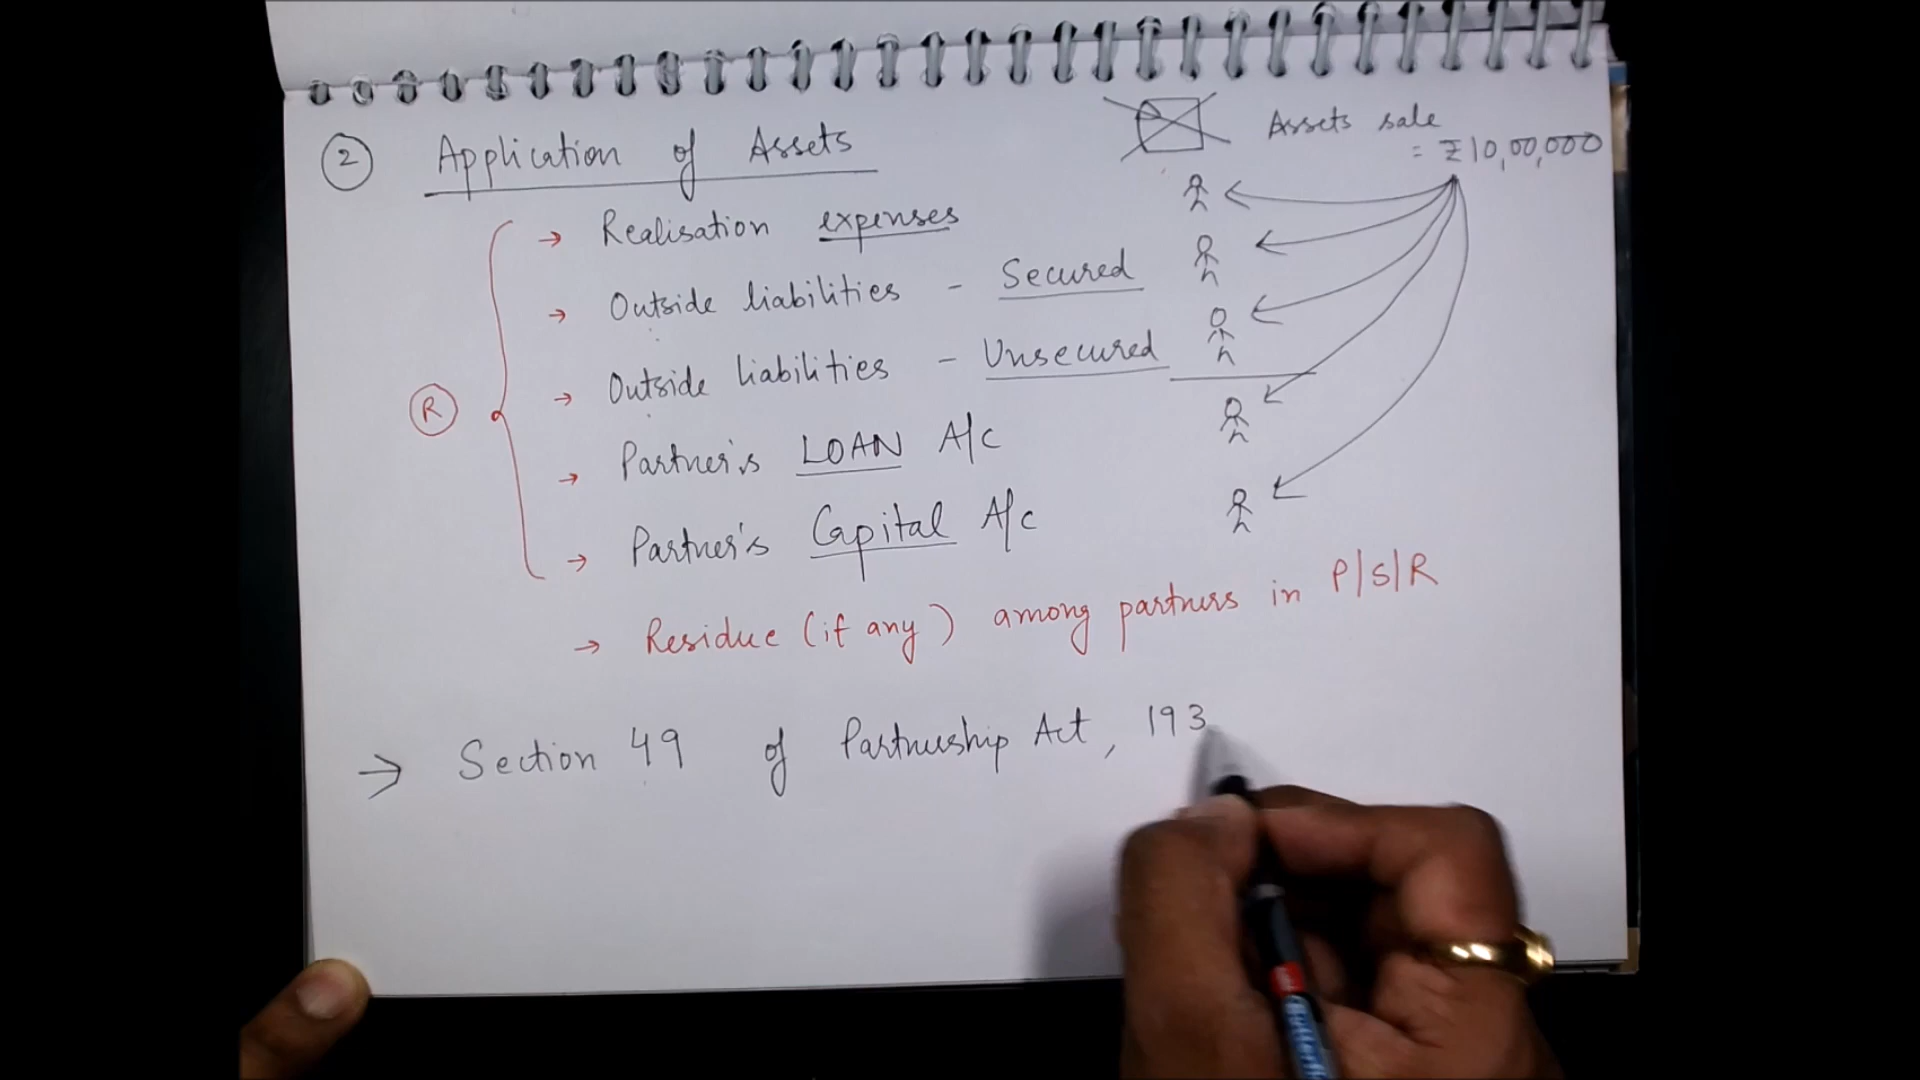 ② Application of Assets
Assets sale
= ₹10,00,000
→ Realisation expenses
→ Outside liabilities - Secured
→ Outside liabilities - Unsecured
R
→ Partner's LOAN A/c
→ Partner's Capital A/c
→ Residue (if any) among partners in P/S/R
→ Section 49 of Partnership Act, 193